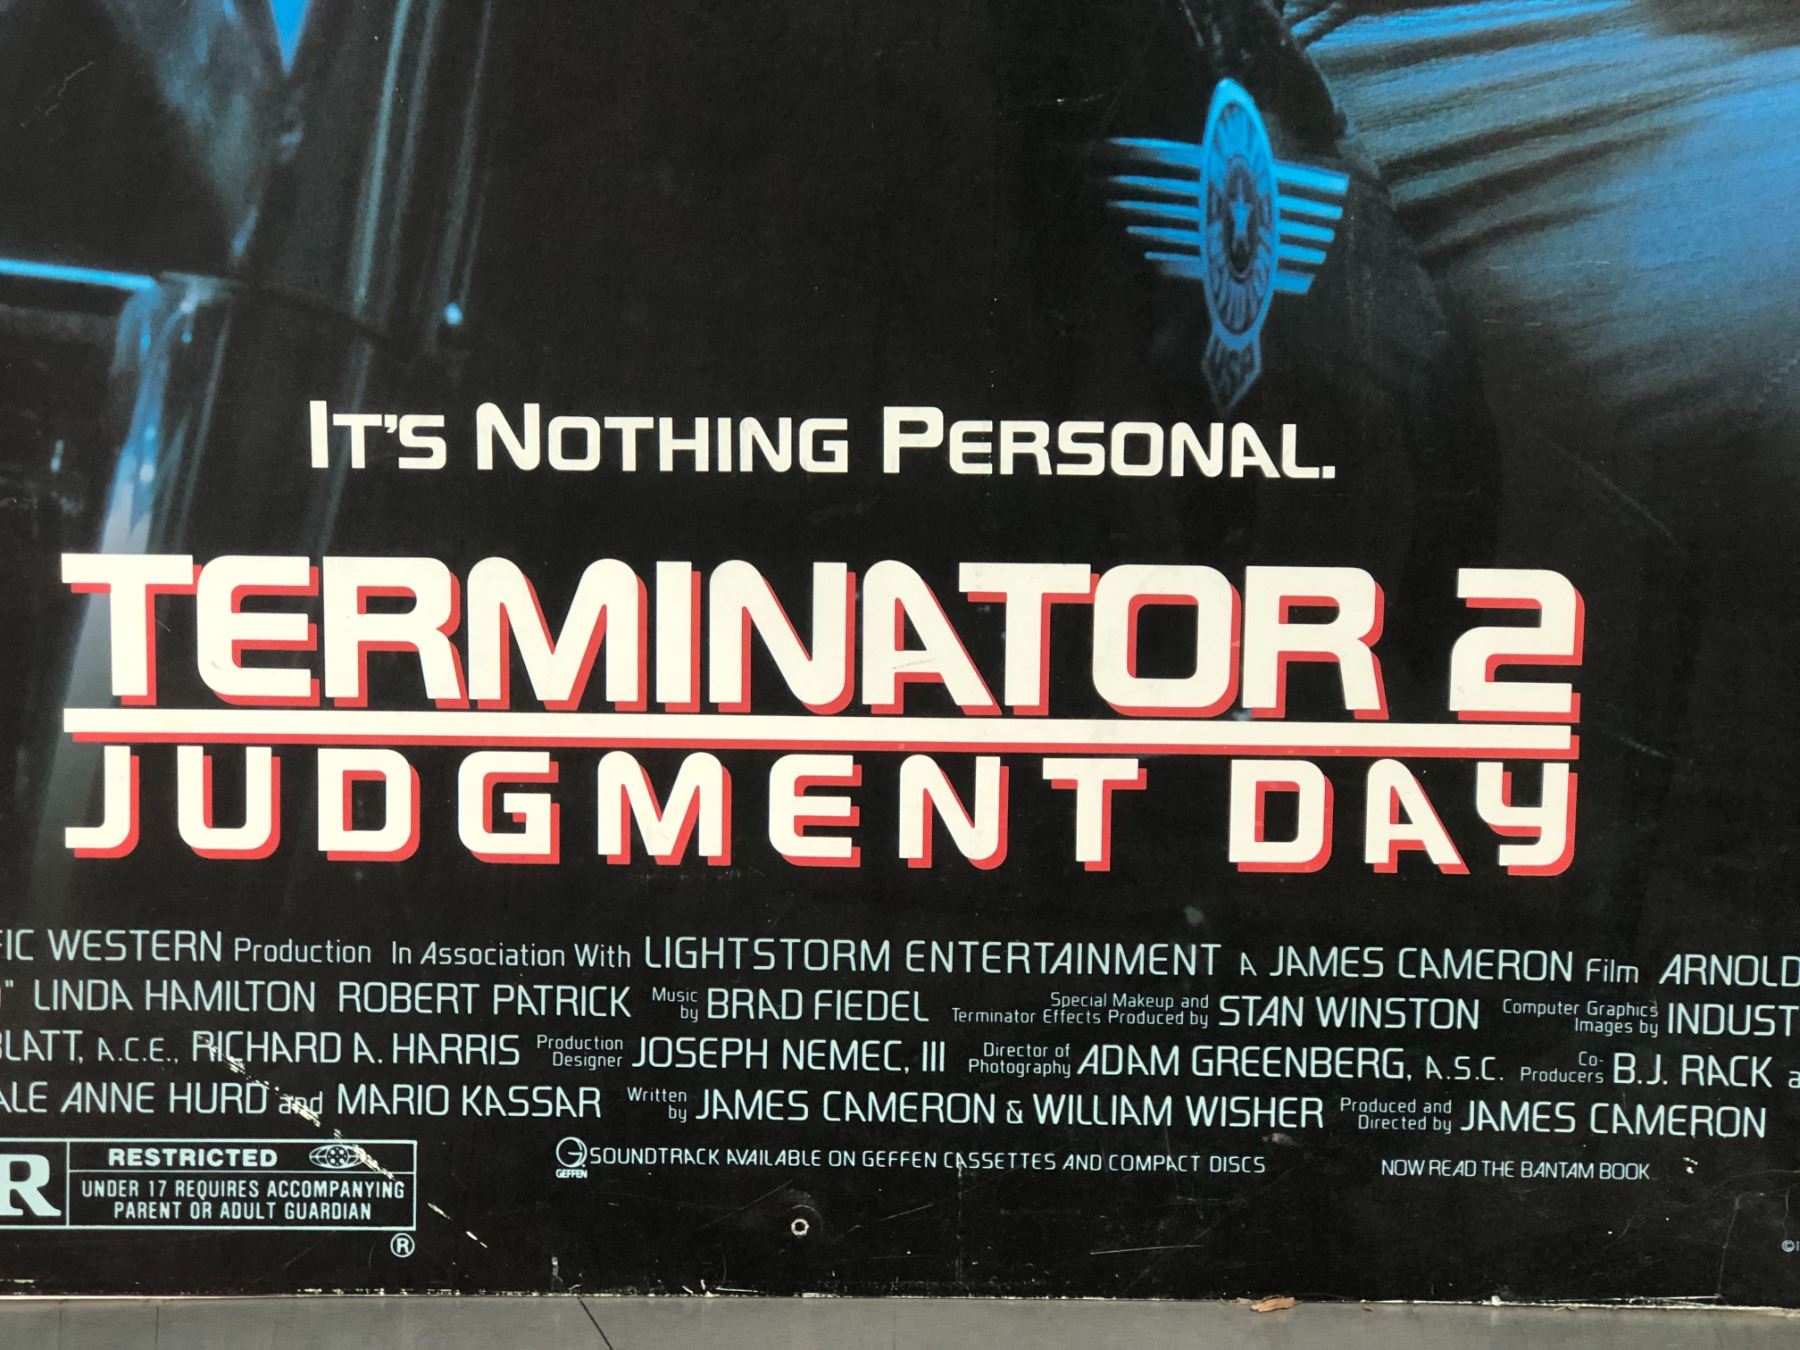 IT'S NOTHING PERSONAL.
TERMINATOR 2
JUDGMENT DAY
WESTERN Production In Association With LIGHTSTORM ENTERTAINMENT A JAMES CAMERON Film ARNOLD
" LINDA HAMILTON ROBERT PATRICK Music by BRAD FIEDEL Special Makeup and Terminator Effects Produced by STAN WINSTON Computer Graphics Images by INDUST
BLATT, A.C.E., RICHARD A. HARRIS Production Designer JOSEPH NEMEC, III Director of Photography ADAM GREENBERG, A.S.C. Co-Producers B.J. RACK
ALE ANNE HURD and MARIO KASSAR Written by JAMES CAMERON & WILLIAM WISHER Produced and Directed by JAMES CAMERON
R RESTRICTED
UNDER 17 REQUIRES ACCOMPANYING
PARENT OR ADULT GUARDIAN
®
GEFFEN SOUNDTRACK AVAILABLE ON GEFFEN CASSETTES AND COMPACT DISCS
NOW READ THE BANTAM BOOK